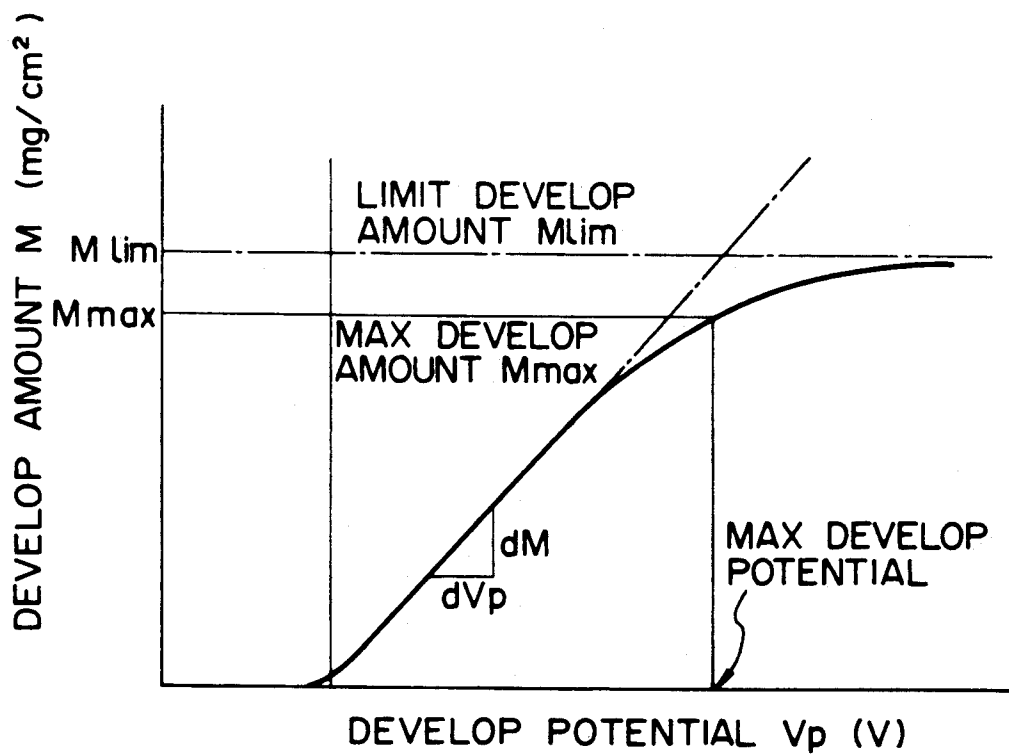 DEVELOP AMOUNT M (mg/cm²)
LIMIT DEVELOP
AMOUNT Mlim
M lim
M max
MAX DEVELOP
AMOUNT Mmax
dM
dVp
MAX DEVELOP
POTENTIAL
DEVELOP POTENTIAL Vp (V)